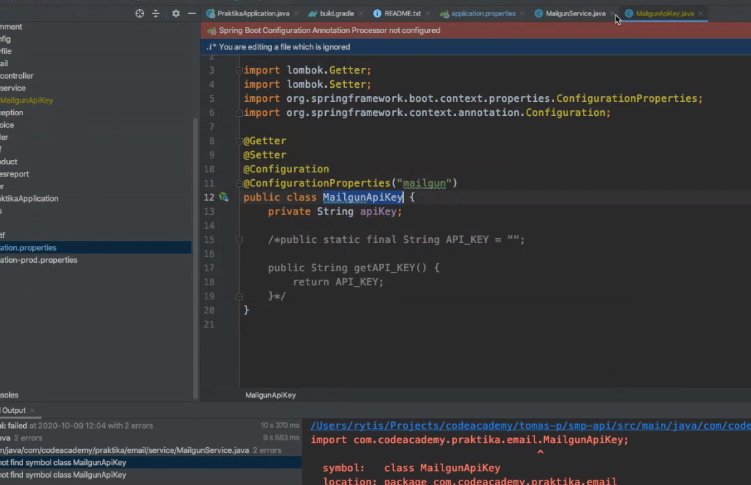 PraktikaApplication.java build.gradle README.txt application.properties MailgunService.java MailgunApiKey.java
Spring Boot Configuration Annotation Processor not configured
.i* You are editing a file which is ignored
mment
nfig
yfile
ail
controller
service
MailgunApiKey
ception
oice
der
f
oduct
esreport
er
ktikaApplication
s
tf
cation.properties
ation-prod.properties
2
3 import lombok.Getter;
4 import lombok.Setter;
5 import org.springframework.boot.context.properties.ConfigurationProperties;
6 import org.springframework.context.annotation.Configuration;
7
8 @Getter
9 @Setter
10 @Configuration
11 @ConfigurationProperties("mailgun")
12 public class MailgunApiKey {
13 private String apiKey;
14
15 /*public static final String API_KEY = "";
16
17 public String getAPI_KEY() {
18 return API_KEY;
19 }*/
20 }
21
MailgunApiKey
soles
Output
al: failed at 2020-10-09 12:04 with 2 errors 10 s 370 ms
ava 2 errors 9 s 583 ms
n/java/com/codeacademy/praktika/email/service/MailgunService.java 2 errors
not find symbol class MailgunApiKey
not find symbol class MailgunApiKey
/Users/rytis/Projects/codeacademy/tomas-p/smp-api/src/main/java/com/code
import com.codeacademy.praktika.email.MailgunApiKey;
^
symbol: class MailgunApiKey
location: package com.codeacademy.praktika.email